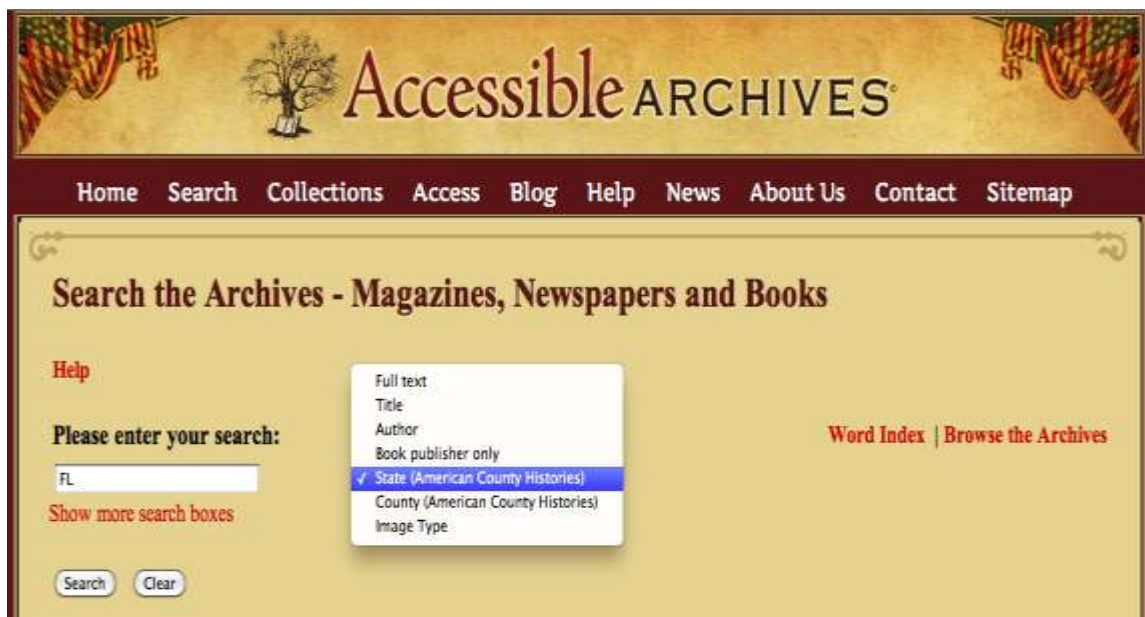 Accessible ARCHIVES®
Home Search Collections Access Blog Help News About Us Contact Sitemap
Search the Archives - Magazines, Newspapers and Books
Help
Please enter your search:
FL
Show more search boxes
Full text
Title
Author
Book publisher only
✓ State (American County Histories)
County (American County Histories)
Image Type
Word Index | Browse the Archives
Search Clear